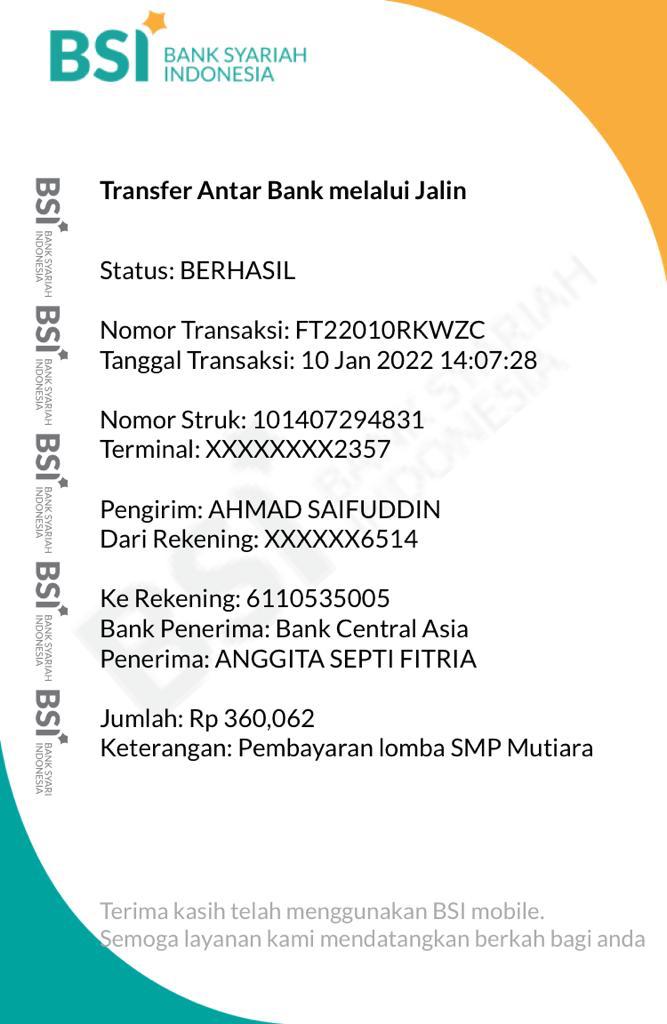 BSI BANK SYARIAH
INDONESIA
Transfer Antar Bank melalui Jalin
Status: BERHASIL
Nomor Transaksi: FT22010RKWZC
Tanggal Transaksi: 10 Jan 2022 14:07:28
Nomor Struk: 101407294831
Terminal: XXXXXXXX2357
Pengirim: AHMAD SAIFUDDIN
Dari Rekening: XXXXXX6514
Ke Rekening: 6110535005
Bank Penerima: Bank Central Asia
Penerima: ANGGITA SEPTI FITRIA
Jumlah: Rp 360,062
Keterangan: Pembayaran lomba SMP Mutiara
Terima kasih telah menggunakan BSI mobile.
Semoga layanan kami mendatangkan berkah bagi anda
BSI BANK SYARIAH
INDONESIA
BSI BANK SYARIAH
INDONESIA
BSI BANK SYARIAH
INDONESIA
BSI BANK SYARIAH
INDONESIA
BSI BANK SYARI
INDONESIA
BSI BANK SYARIAH
INDONESIA